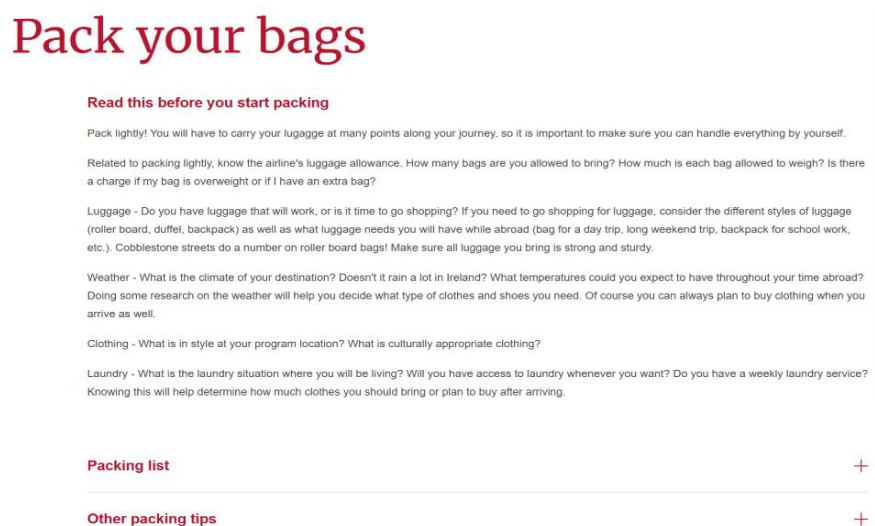 Pack your bags
Read this before you start packing
Pack lightly! You will have to carry your lugagge at many points along your journey, so it is important to make sure you can handle everything by yourself.
Related to packing lightly, know the airline's luggage allowance. How many bags are you allowed to bring? How much is each bag allowed to weigh? Is there
a charge if my bag is overweight or if I have an extra bag?
Luggage - Do you have luggage that will work, or is it time to go shopping? If you need to go shopping for luggage, consider the different styles of luggage
(roller board, duffel, backpack) as well as what luggage needs you will have while abroad (bag for a day trip, long weekend trip, backpack for school work,
etc.). Cobblestone streets do a number on roller board bags! Make sure all luggage you bring is strong and sturdy.
Weather - What is the climate of your destination? Doesn't it rain a lot in Ireland? What temperatures could you expect to have throughout your time abroad?
Doing some research on the weather will help you decide what type of clothes and shoes you need. Of course you can always plan to buy clothing when you
arrive as well.
Clothing - What is in style at your program location? What is culturally appropriate clothing?
Laundry - What is the laundry situation where you will be living? Will you have access to laundry whenever you want? Do you have a weekly laundry service?
Knowing this will help determine how much clothes you should bring or plan to buy after arriving.
Packing list
Other packing tips